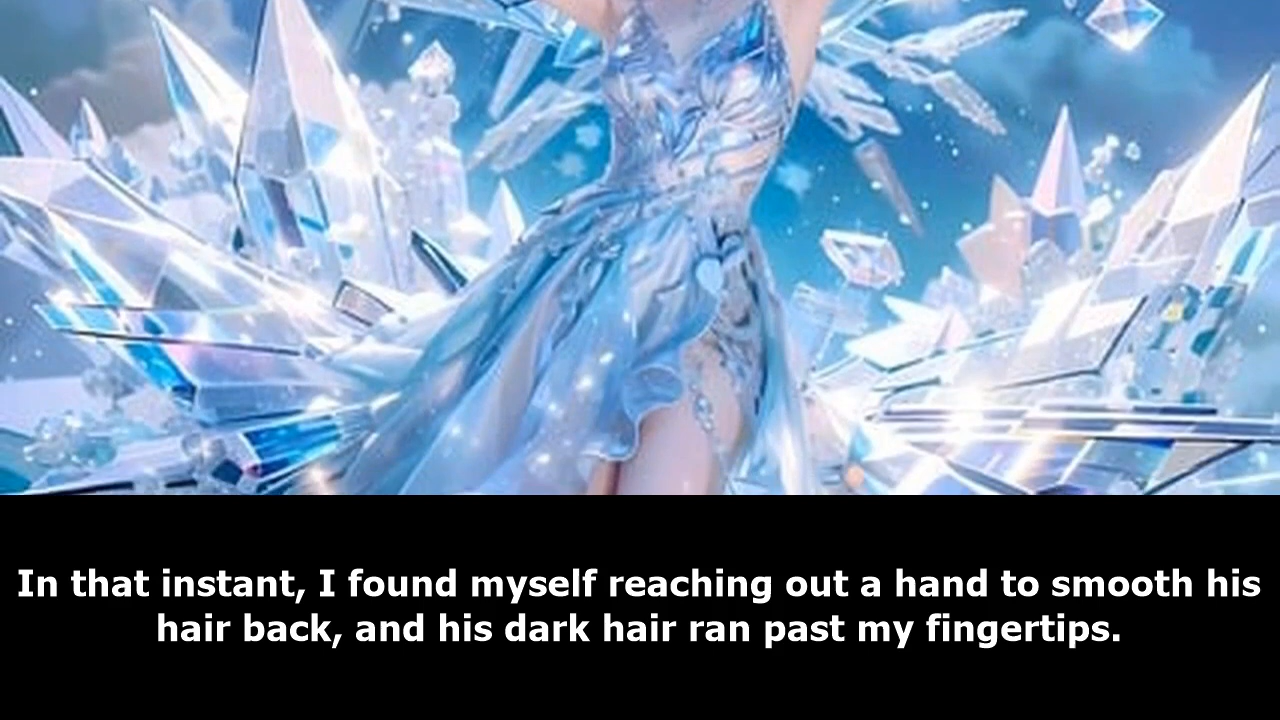 In that instant, I found myself reaching out a hand to smooth his
hair back, and his dark hair ran past my fingertips.